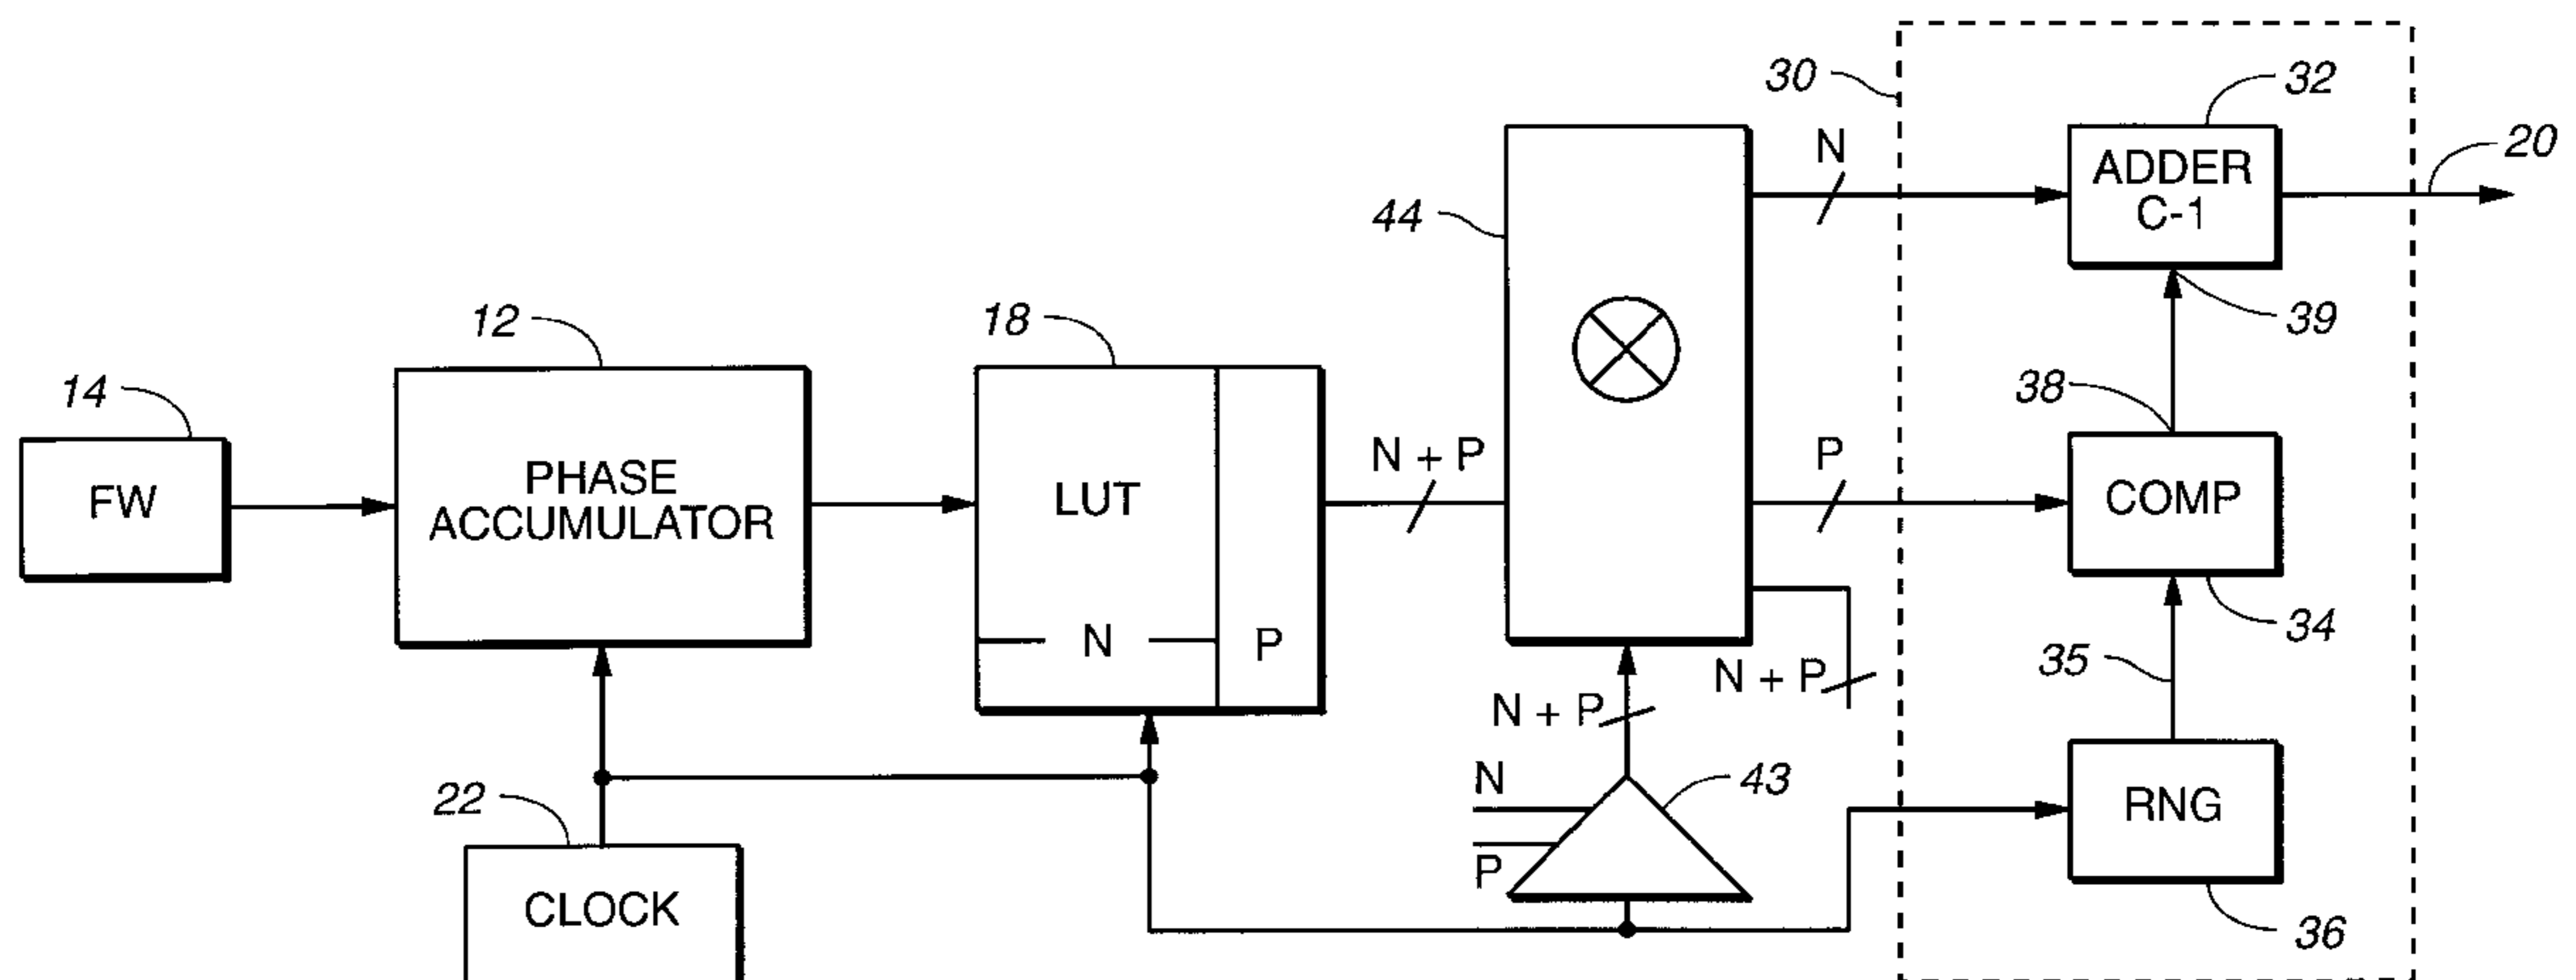 30
32
20
N
ADDER
C-1
44
39
12
18
14
38
FW
PHASE
ACCUMULATOR
LUT
N + P
P
COMP
N
P
34
N + P
35
N + P
22
N
43
RNG
P
CLOCK
36